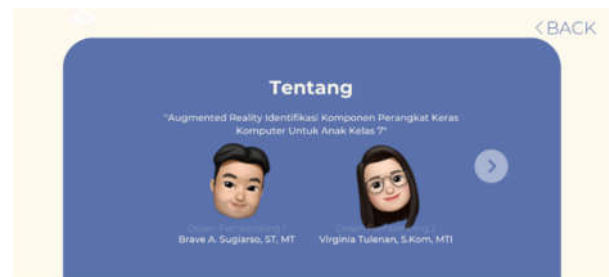 <BACK
Tentang
"Augmented Reality Identifikasi Komponen Perangkat Keras
Komputer Untuk Anak Kelas 7"
Brave A. Sugiarso, ST, MT
Virginia Tulenan, S.Kom, MTI